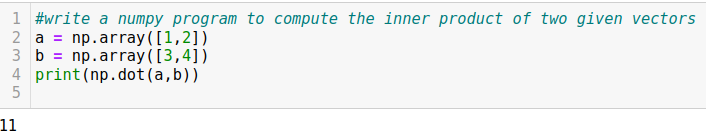 1 #write a numpy program to compute the inner product of two given vectors
2 a = np.array([1,2])
3 b = np.array([3,4])
4 print(np.dot(a,b))
5
11